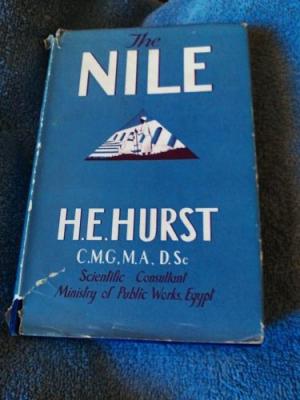 The
NILE
H.E.HURST
C.M.G, M.A, D.Sc
Scientific Consultant
Ministry of Public Works, Egypt